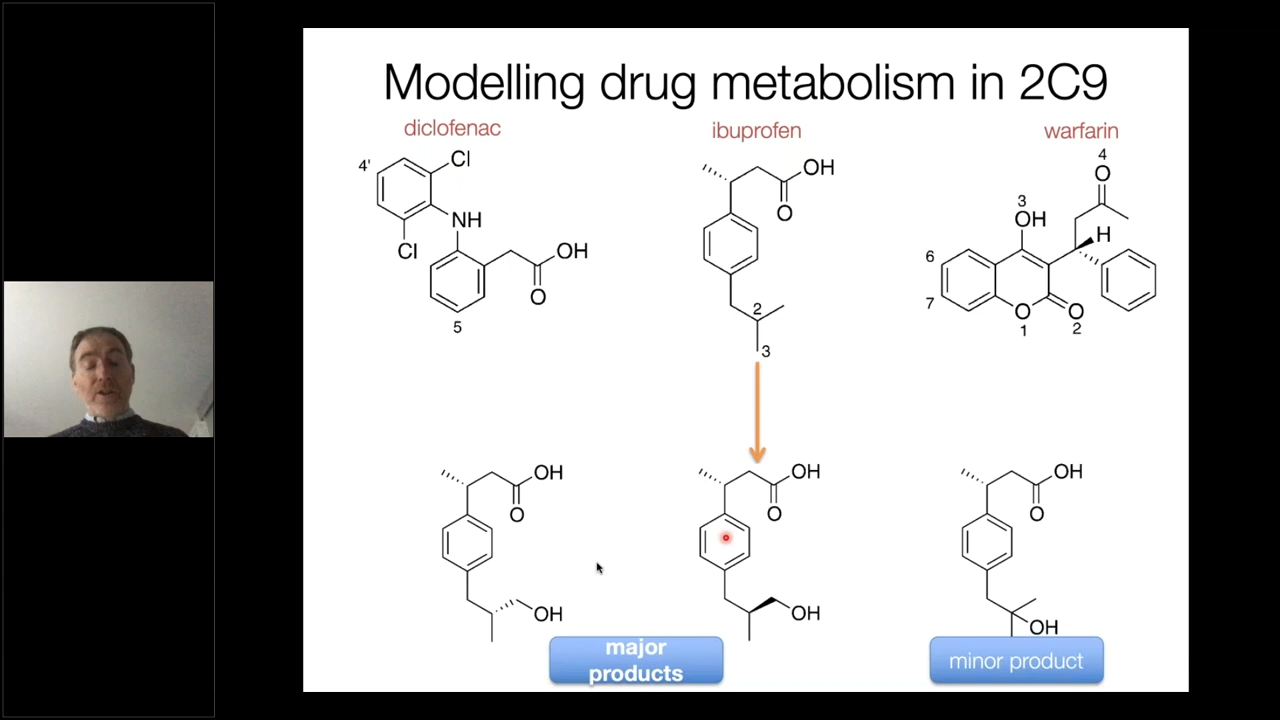 Modelling drug metabolism in 2C9
diclofenac
ibuprofen
warfarin
4'
Cl
NH
Cl
OH
O
5
OH
O
2
3
4
O
3
OH
H
6
7
O
O
1
2
OH
O
OH
OH
O
OH
OH
O
OH
major
products
minor product